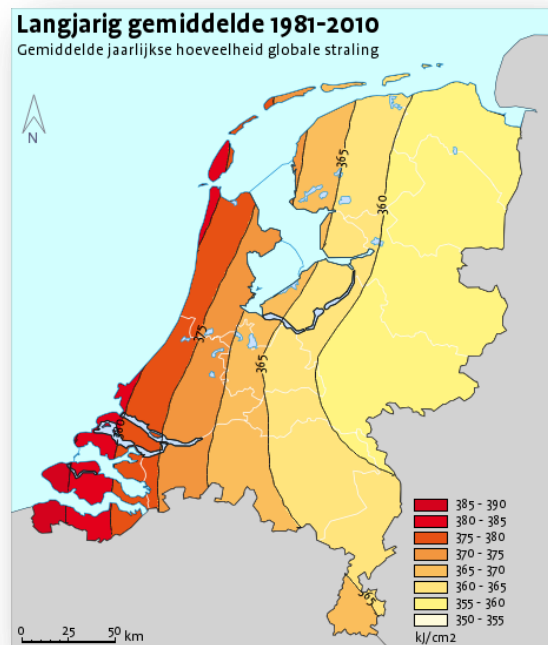 Langjarig gemiddelde 1981-2010
Gemiddelde jaarlijkse hoeveelheid globale straling
N
365
360
375
365
380
365
385 - 390
380 - 385
375 - 380
370 - 375
365 - 370
360 - 365
355 - 360
350 - 355
kJ/cm2
0 25 50 km